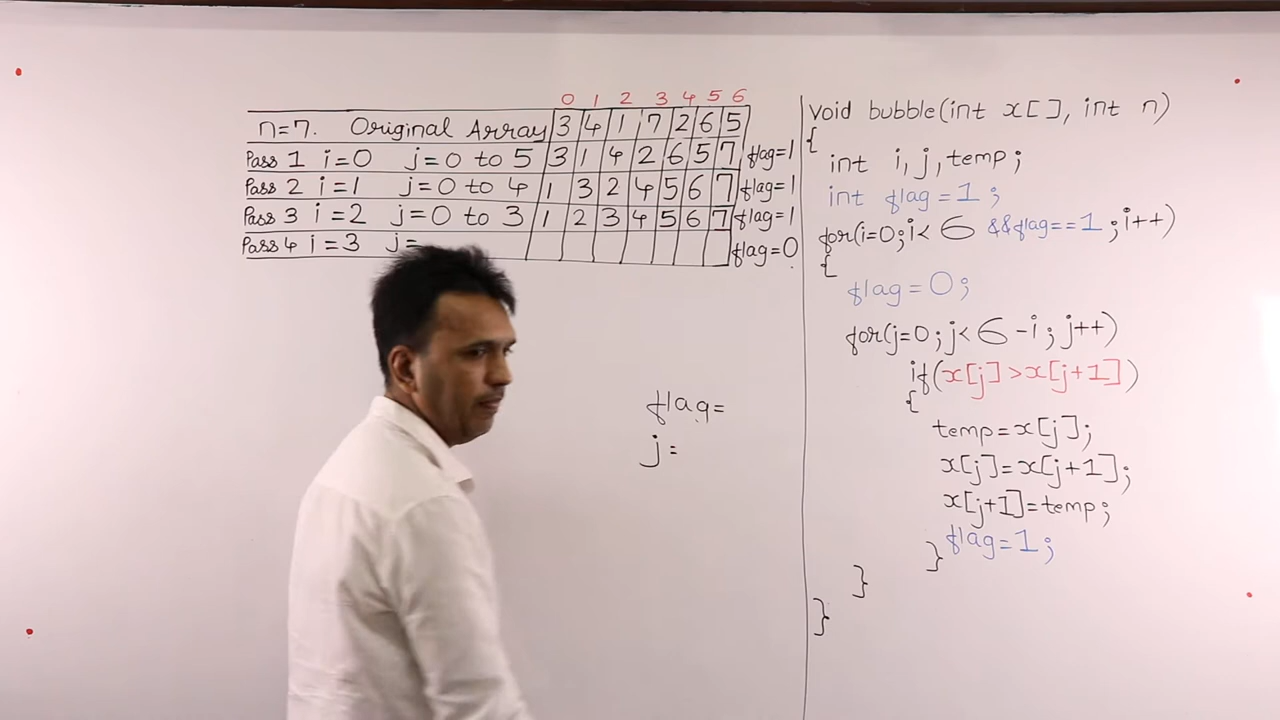 0 1 2 3 4 5 6
n=7. Original Array 3 4 1 7 2 6 5
Pass 1 i=0 j=0 to 5 3 1 4 2 6 5 7 flag=1
Pass 2 i=1 j=0 to 4 1 3 2 4 5 6 7 flag=1
Pass 3 i=2 j=0 to 3 1 2 3 4 5 6 7 flag=1
Pass 4 i=3 j= flag=0
flag=
j=
Void bubble(int x[], int n)
{
int i, j, temp;
int flag=1;
for(i=0;i<6 &&flag==1;i++)
{
flag=0;
for(j=0;j<6-i;j++)
if(x[j]>x[j+1])
{
temp=x[j];
x[j]=x[j+1];
x[j+1]=temp;
flag=1;
}
}
}